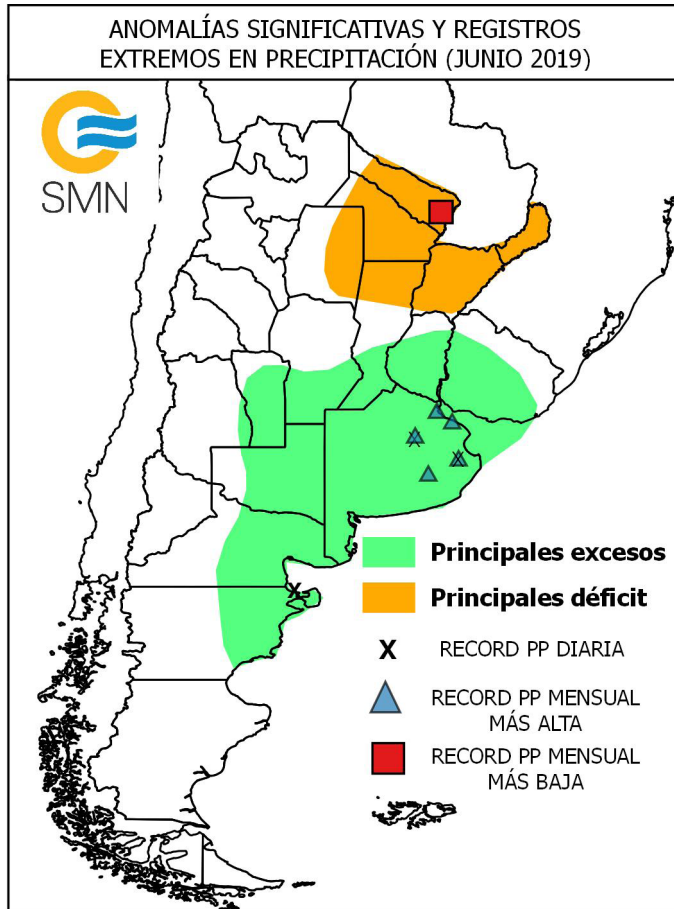 ANOMALÍAS SIGNIFICATIVAS Y REGISTROS
EXTREMOS EN PRECIPITACIÓN (JUNIO 2019)
SMN
Principales excesos
Principales déficit
X RECORD PP DIARIA
RECORD PP MENSUAL
MÁS ALTA
RECORD PP MENSUAL
MÁS BAJA